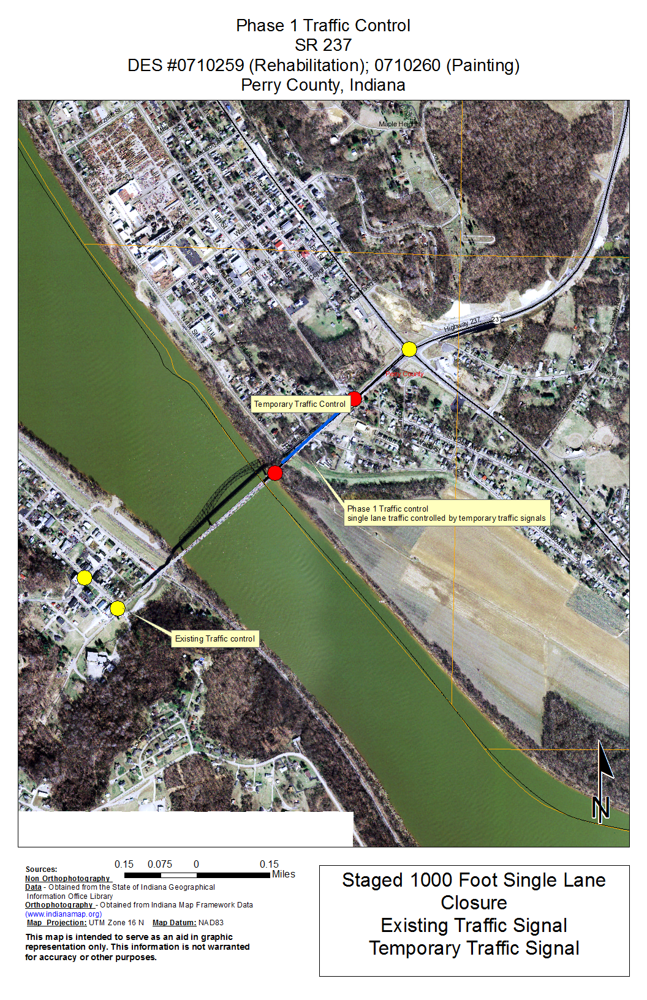 Phase 1 Traffic Control
SR 237
DES #0710259 (Rehabilitation); 0710260 (Painting)
Perry County, Indiana
Maple Heights
Washington St
Taylor St
Highway 237
237
Perry County
Temporary Traffic Control
Phase 1 Traffic control
single lane traffic controlled by temporary traffic signals
Existing Traffic control
N
0.15 0.075 0 0.15
Miles
Sources:
Non Orthophotography
Data - Obtained from the State of Indiana Geographical
Information Office Library
Orthophotography - Obtained from Indiana Map Framework Data
(www.indianamap.org)
Map Projection: UTM Zone 16 N Map Datum: NAD83
This map is intended to serve as an aid in graphic
representation only. This information is not warranted
for accuracy or other purposes.
Staged 1000 Foot Single Lane
Closure
Existing Traffic Signal
Temporary Traffic Signal